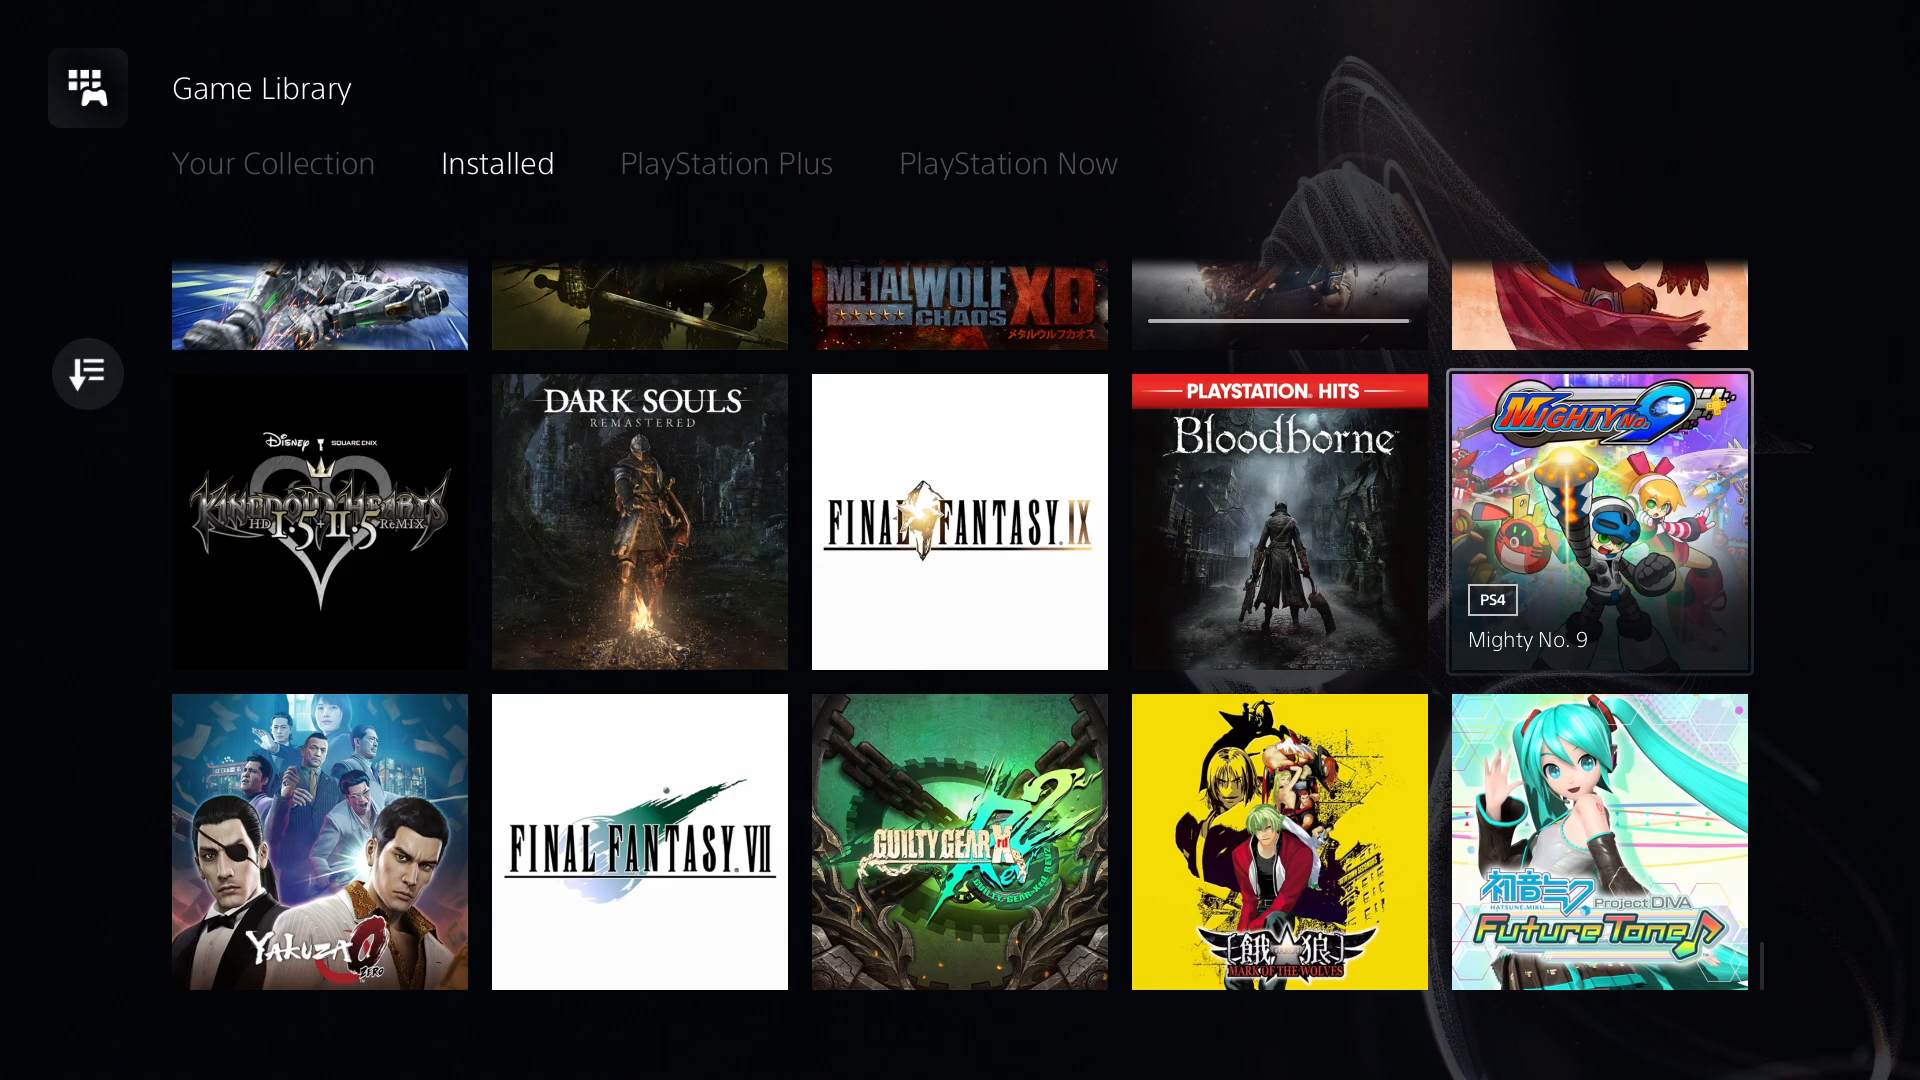 Game Library
Your Collection
Installed
PlayStation Plus
PlayStation Now
METAL WOLF CHAOS XD
メタルウルフカオス
Disney
SQUARE ENIX
KINGDOM HEARTS
HD I.5+II.5 ReMIX
DARK SOULS
REMASTERED
FINAL FANTASY IX
PLAYSTATION HITS
Bloodborne
MIGHTY No. 9
PS4
Mighty No. 9
YAKUZA 0
ZERO
FINAL FANTASY VII
GUILTY GEAR Xrd
餓狼
MARK OF THE WOLVES
初音ミク
HATSUNE MIKU
Project DIVA
Future Tone